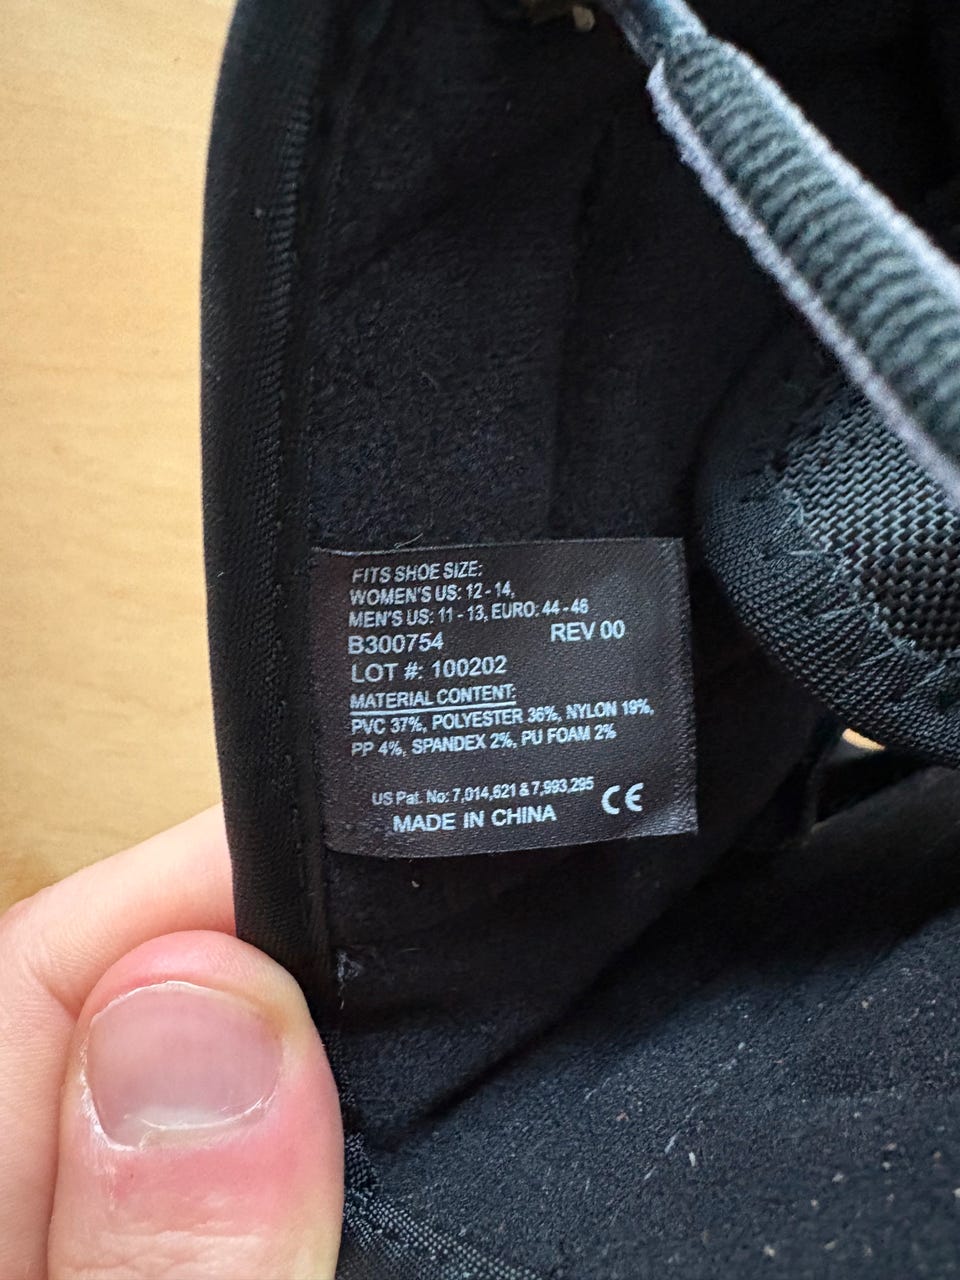 FITS SHOE SIZE:
WOMEN'S US: 12 - 14,
MEN'S US: 11 - 13, EURO: 44 - 46
B300754 REV 00
LOT #: 100202
MATERIAL CONTENT:
PVC 37%, POLYESTER 36%, NYLON 19%,
PP 4%, SPANDEX 2%, PU FOAM 2%
US Pat. No: 7,014,621 & 7,993,295
MADE IN CHINA CE